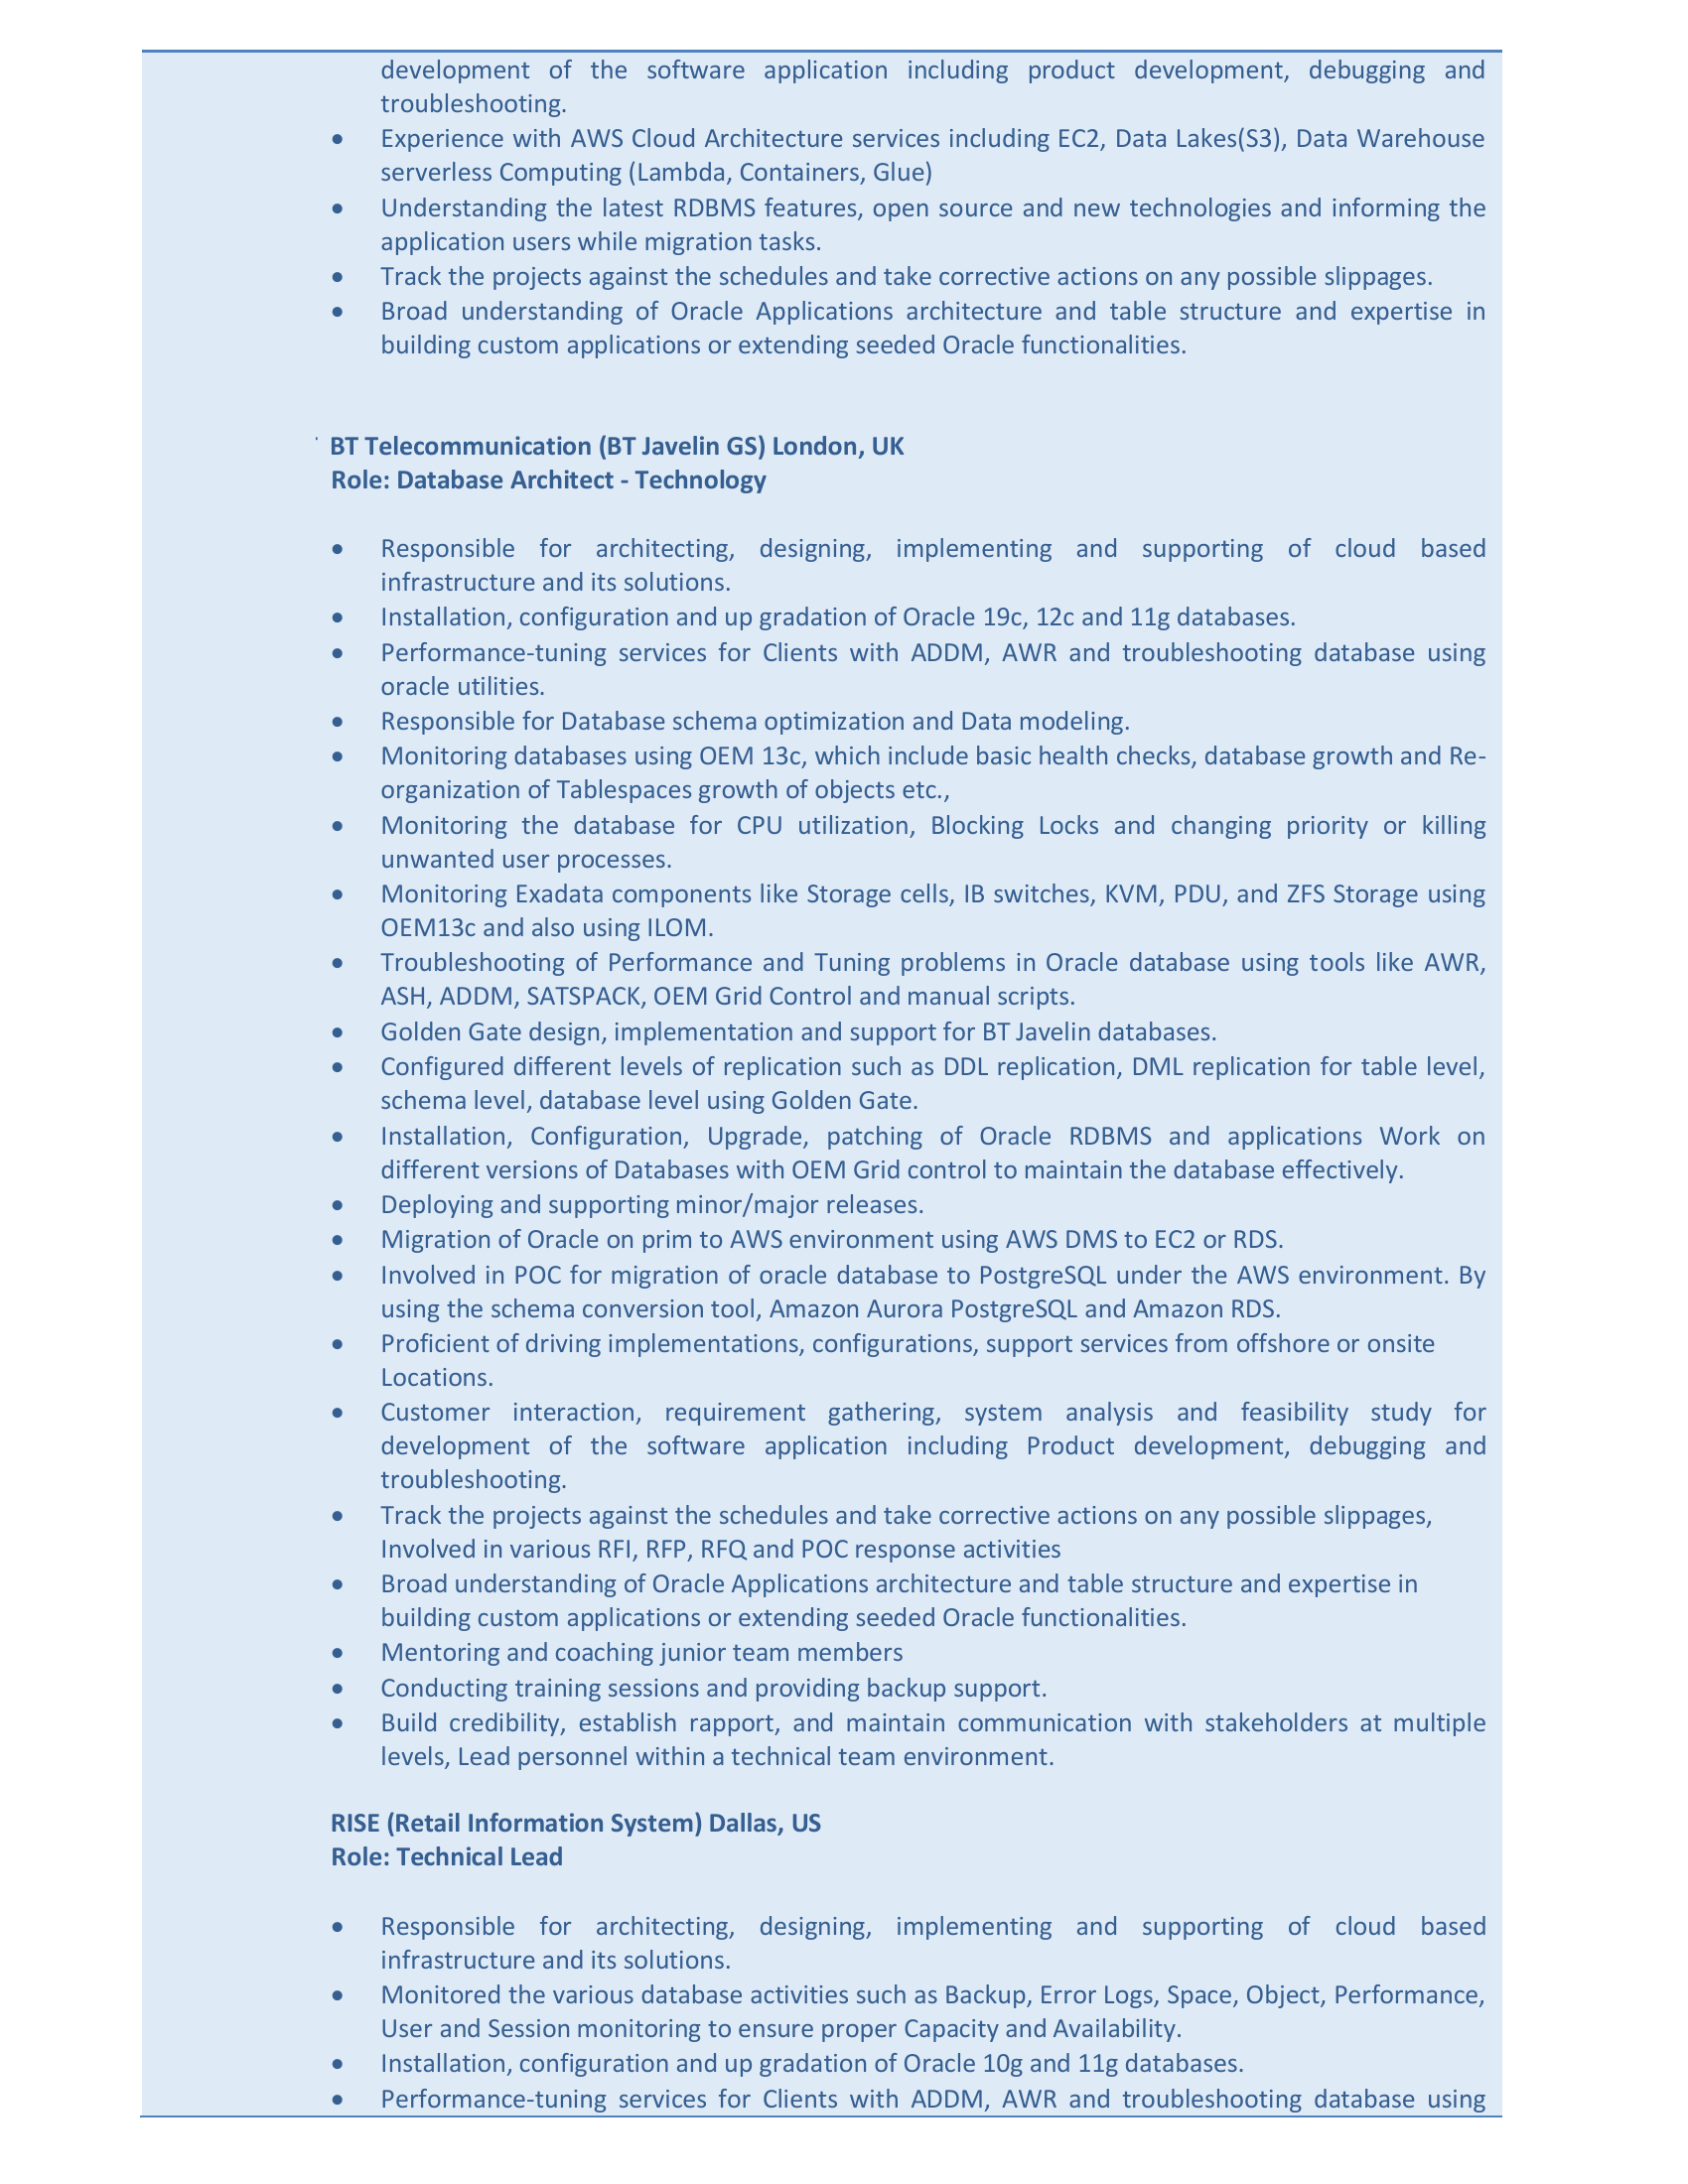 development of the software application including product development, debugging and
troubleshooting.
• Experience with AWS Cloud Architecture services including EC2, Data Lakes(S3), Data Warehouse
serverless Computing (Lambda, Containers, Glue)
• Understanding the latest RDBMS features, open source and new technologies and informing the
application users while migration tasks.
• Track the projects against the schedules and take corrective actions on any possible slippages.
• Broad understanding of Oracle Applications architecture and table structure and expertise in
building custom applications or extending seeded Oracle functionalities.
BT Telecommunication (BT Javelin GS) London, UK
Role: Database Architect - Technology
• Responsible for architecting, designing, implementing and supporting of cloud based
infrastructure and its solutions.
• Installation, configuration and up gradation of Oracle 19c, 12c and 11g databases.
• Performance-tuning services for Clients with ADDM, AWR and troubleshooting database using
oracle utilities.
• Responsible for Database schema optimization and Data modeling.
• Monitoring databases using OEM 13c, which include basic health checks, database growth and Re-
organization of Tablespaces growth of objects etc.,
• Monitoring the database for CPU utilization, Blocking Locks and changing priority or killing
unwanted user processes.
• Monitoring Exadata components like Storage cells, IB switches, KVM, PDU, and ZFS Storage using
OEM13c and also using ILOM.
• Troubleshooting of Performance and Tuning problems in Oracle database using tools like AWR,
ASH, ADDM, SATSPACK, OEM Grid Control and manual scripts.
• Golden Gate design, implementation and support for BT Javelin databases.
• Configured different levels of replication such as DDL replication, DML replication for table level,
schema level, database level using Golden Gate.
• Installation, Configuration, Upgrade, patching of Oracle RDBMS and applications Work on
different versions of Databases with OEM Grid control to maintain the database effectively.
• Deploying and supporting minor/major releases.
• Migration of Oracle on prim to AWS environment using AWS DMS to EC2 or RDS.
• Involved in POC for migration of oracle database to PostgreSQL under the AWS environment. By
using the schema conversion tool, Amazon Aurora PostgreSQL and Amazon RDS.
• Proficient of driving implementations, configurations, support services from offshore or onsite
Locations.
• Customer interaction, requirement gathering, system analysis and feasibility study for
development of the software application including Product development, debugging and
troubleshooting.
• Track the projects against the schedules and take corrective actions on any possible slippages,
Involved in various RFI, RFP, RFQ and POC response activities
• Broad understanding of Oracle Applications architecture and table structure and expertise in
building custom applications or extending seeded Oracle functionalities.
• Mentoring and coaching junior team members
• Conducting training sessions and providing backup support.
• Build credibility, establish rapport, and maintain communication with stakeholders at multiple
levels, Lead personnel within a technical team environment.
RISE (Retail Information System) Dallas, US
Role: Technical Lead
• Responsible for architecting, designing, implementing and supporting of cloud based
infrastructure and its solutions.
• Monitored the various database activities such as Backup, Error Logs, Space, Object, Performance,
User and Session monitoring to ensure proper Capacity and Availability.
• Installation, configuration and up gradation of Oracle 10g and 11g databases.
• Performance-tuning services for Clients with ADDM, AWR and troubleshooting database using